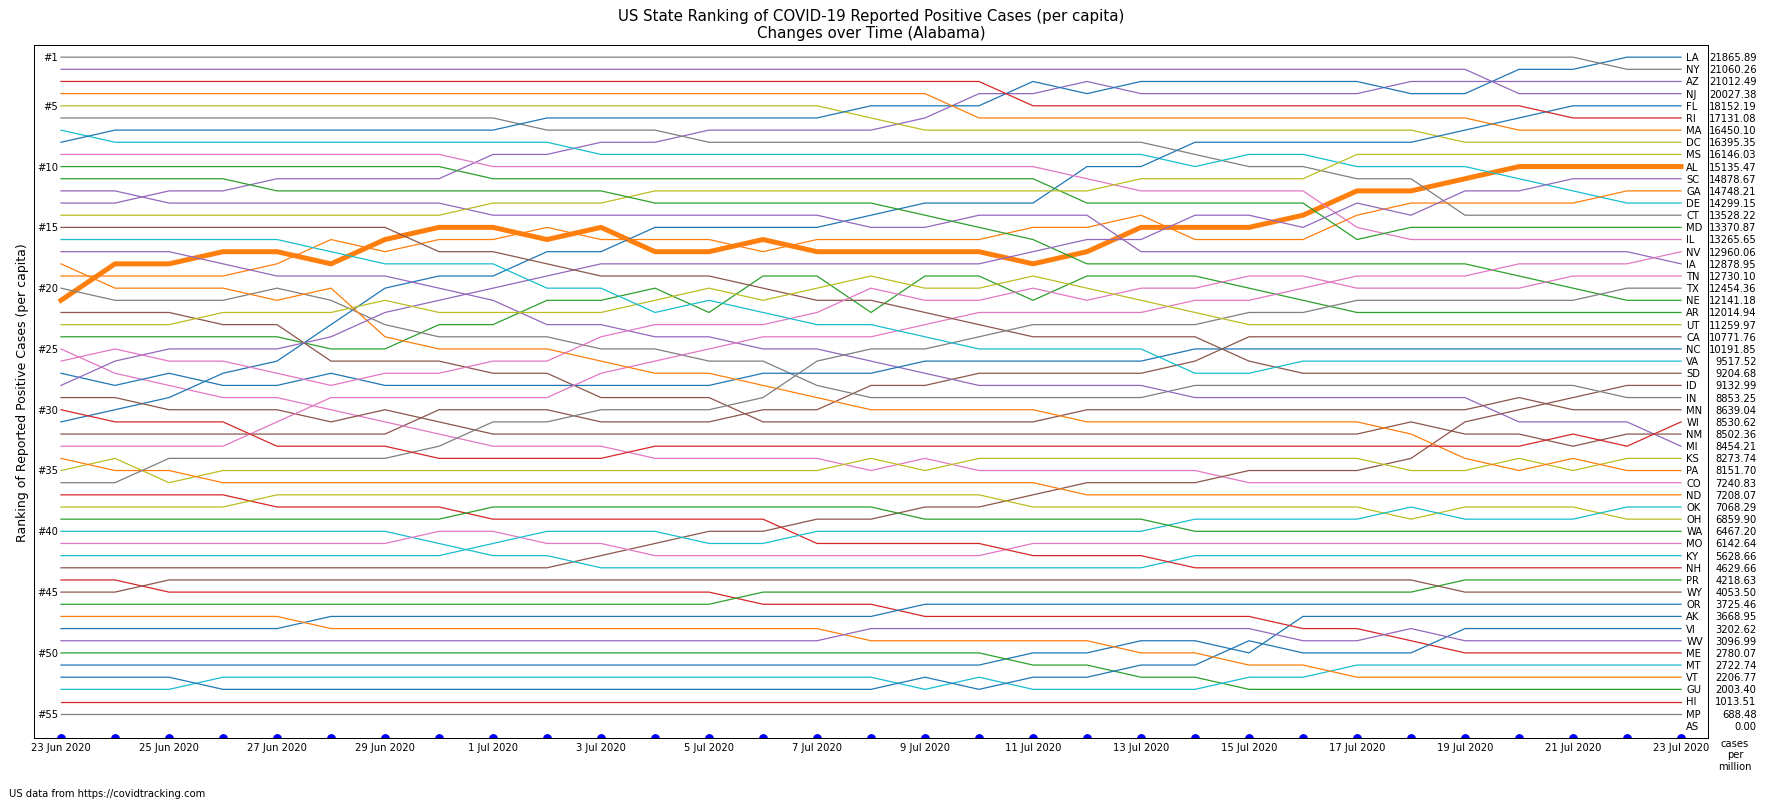 US State Ranking of COVID-19 Reported Positive Cases (per capita)
Changes over Time (Alabama)
Ranking of Reported Positive Cases (per capita)
#1
#5
#10
#15
#20
#25
#30
#35
#40
#45
#50
#55
LA 21865.89
NY 21060.26
AZ 21012.49
NJ 20027.38
FL 18152.19
RI 17131.08
MA 16450.10
DC 16395.35
MS 16146.03
AL 15135.47
SC 14878.67
GA 14748.21
DE 14299.15
CT 13528.22
MD 13370.87
IL 13265.65
NV 12960.06
IA 12878.95
TN 12730.10
TX 12454.36
NE 12141.18
AR 12014.94
UT 11259.97
CA 10771.76
NC 10191.85
VA 9517.52
SD 9204.68
ID 9132.99
IN 8853.25
MN 8639.04
WI 8530.62
NM 8502.36
MI 8454.21
KS 8273.74
PA 8151.70
CO 7240.83
ND 7208.07
OK 7068.29
OH 6859.90
WA 6467.20
MO 6142.64
KY 5628.66
NH 4629.66
PR 4218.63
WY 4053.50
OR 3725.46
AK 3668.95
VI 3202.62
WV 3096.99
ME 2780.07
MT 2722.74
VT 2206.77
GU 2003.40
HI 1013.51
MP 688.48
AS 0.00
23 Jun 2020 25 Jun 2020 27 Jun 2020 29 Jun 2020 1 Jul 2020 3 Jul 2020 5 Jul 2020 7 Jul 2020 9 Jul 2020 11 Jul 2020 13 Jul 2020 15 Jul 2020 17 Jul 2020 19 Jul 2020 21 Jul 2020 23 Jul 2020
cases
per
million
US data from https://covidtracking.com